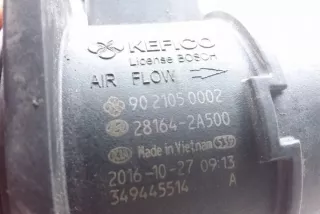 KEFICO
License BOSCH
AIR FLOW
90 2105 0002
28164-2A500
KIA Made in Vietnam
2016-10-27 09:13
349445514 A